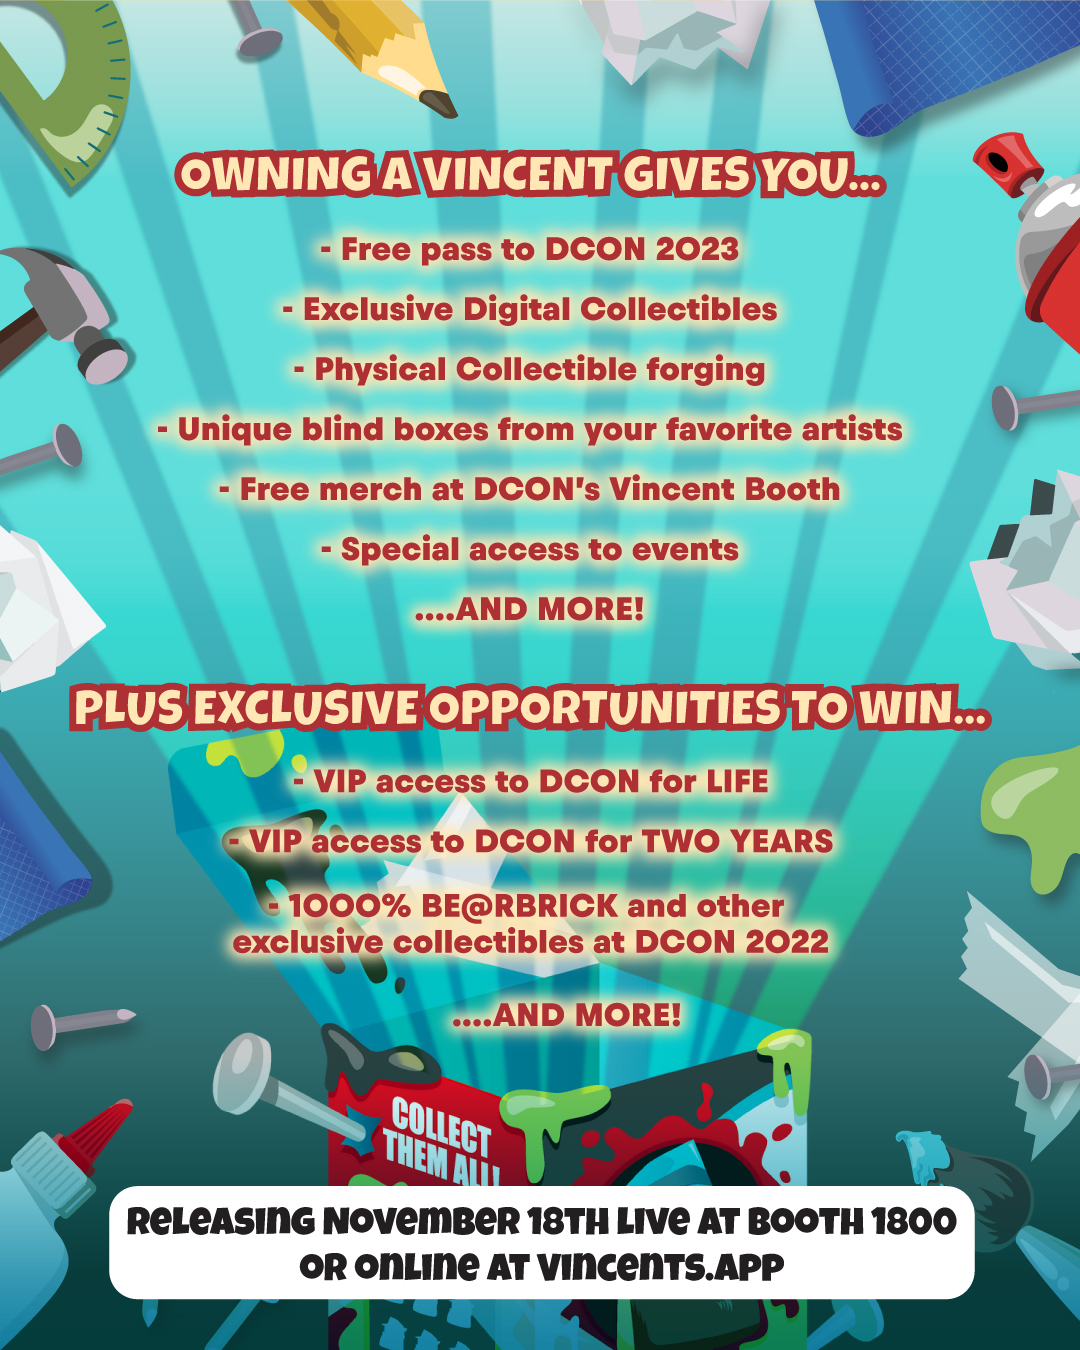 OWNING A VINCENT GIVES YOU...
- Free pass to DCON 2023
- Exclusive Digital Collectibles
- Physical Collectible forging
- Unique blind boxes from your favorite artists
- Free merch at DCON's Vincent Booth
- Special access to events
....AND MORE!
PLUS EXCLUSIVE OPPORTUNITIES TO WIN...
- VIP access to DCON for LIFE
- VIP access to DCON for TWO YEARS
- 1000% BE@RBRICK and other
exclusive collectibles at DCON 2022
....AND MORE!
COLLECT
THEM ALL!
Releasing November 18th live at booth 1800
or online at vincents.app